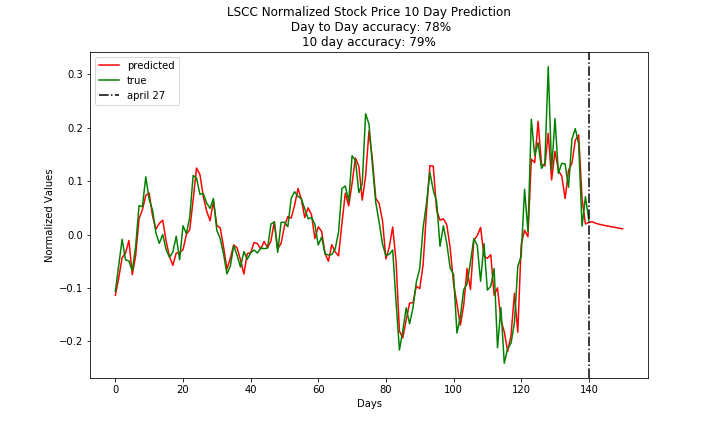 LSCC Normalized Stock Price 10 Day Prediction
Day to Day accuracy: 78%
10 day accuracy: 79%
predicted
true
april 27
Normalized Values
0.3
0.2
0.1
0.0
−0.1
−0.2
0 20 40 60 80 100 120 140
Days